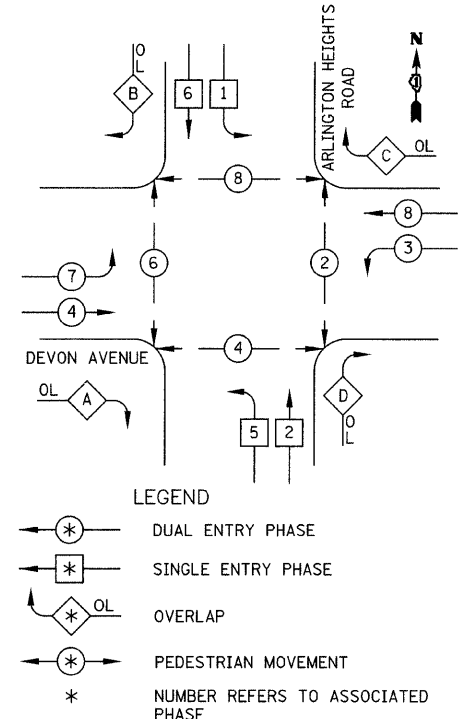 ARLINGTON HEIGHTS
ROAD
N
OL
B
6
1
C OL
8
8
3
7
4
6
2
4
DEVON AVENUE
OL A
D
OL
5
2
LEGEND
* DUAL ENTRY PHASE
* SINGLE ENTRY PHASE
* OL OVERLAP
* PEDESTRIAN MOVEMENT
* NUMBER REFERS TO ASSOCIATED
PHASE